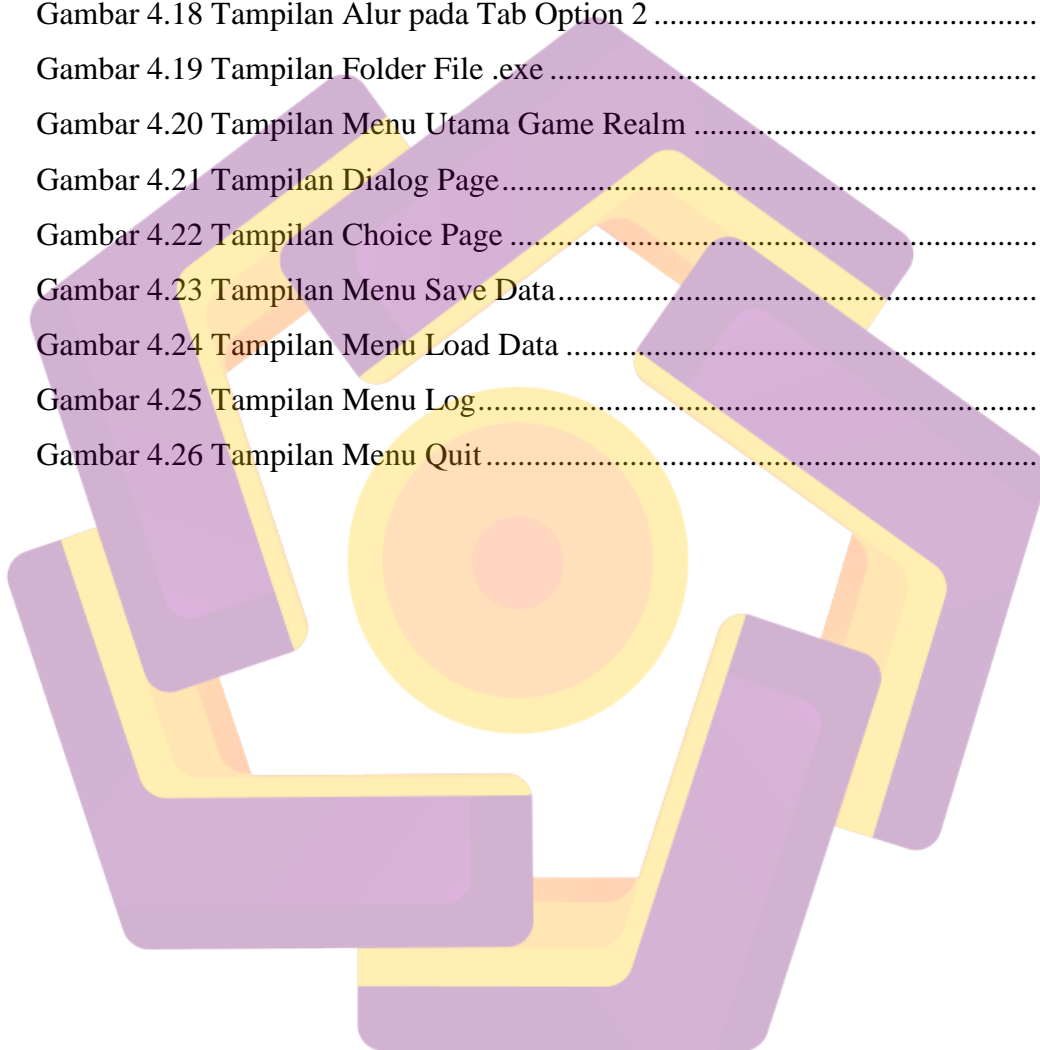 Gambar 4.18 Tampilan Alur pada Tab Option 2 ..........................................................
Gambar 4.19 Tampilan Folder File .exe ........................................................................
Gambar 4.20 Tampilan Menu Utama Game Realm ....................................................
Gambar 4.21 Tampilan Dialog Page................................................................................
Gambar 4.22 Tampilan Choice Page ..............................................................................
Gambar 4.23 Tampilan Menu Save Data.......................................................................
Gambar 4.24 Tampilan Menu Load Data ......................................................................
Gambar 4.25 Tampilan Menu Log...................................................................................
Gambar 4.26 Tampilan Menu Quit..................................................................................